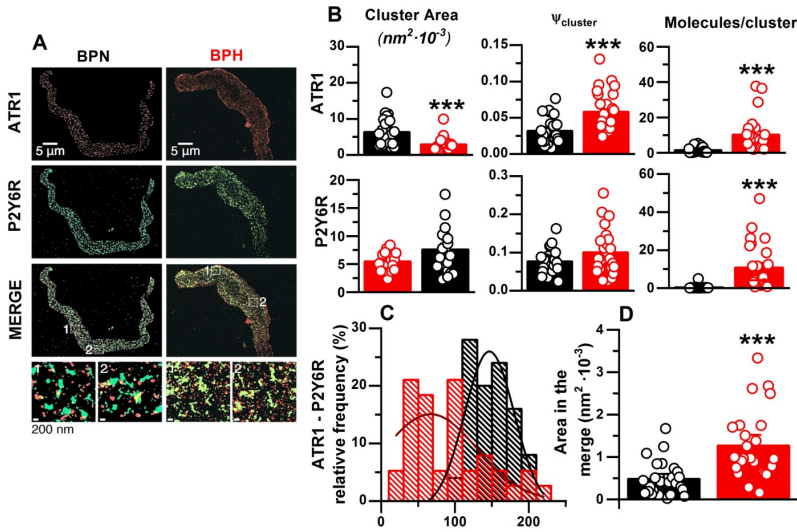 A
BPN
BPH
ATR1
5 µm
5 µm
P2Y6R
MERGE
1
2
1
2
1
2
1
2
200 nm
B
Cluster Area
(nm²·10⁻³)
Ψcluster
Molecules/cluster
ATR1
25
20
15
10
5
0
***
0.15
0.10
0.05
0.00
***
60
40
20
0
***
P2Y6R
20
15
10
5
0
0.3
0.2
0.1
0.0
60
40
20
0
***
C
ATR1 - P2Y6R
relativve frequency (%)
30
20
10
0
0
100
200
D
Area in the
merge (nm² ·10⁻³)
4
3
2
1
0
***